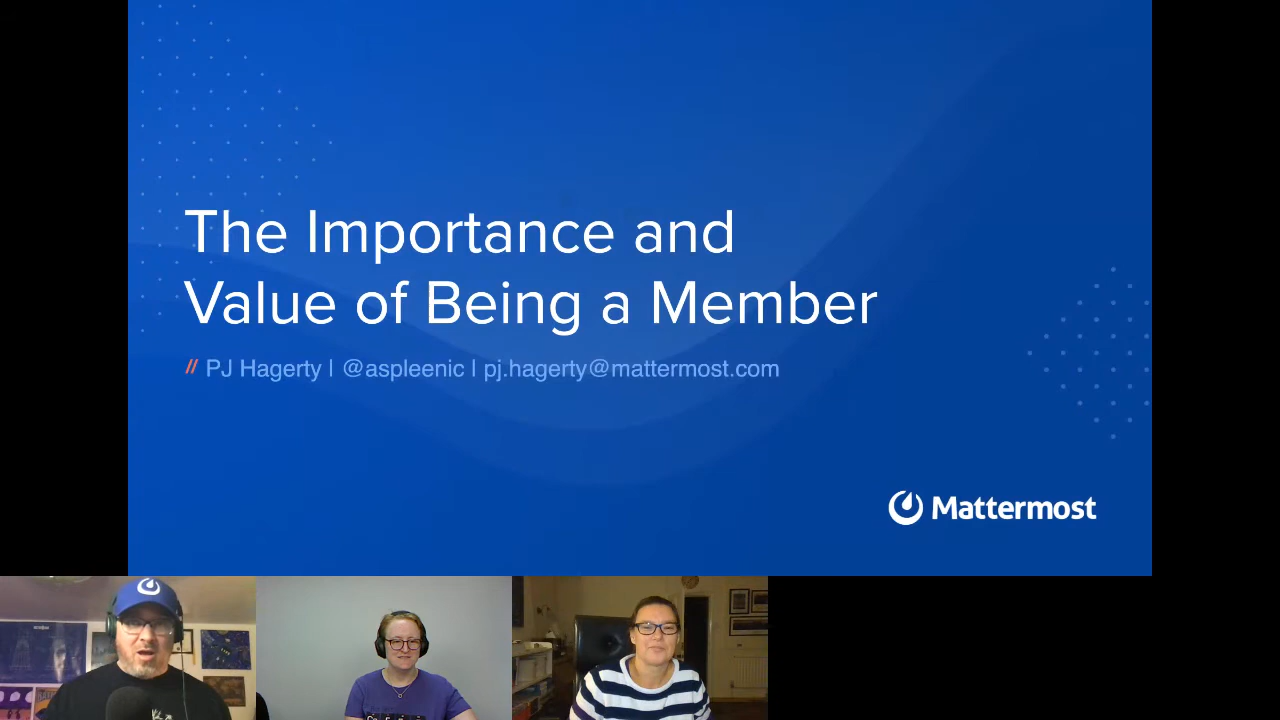 The Importance and
Value of Being a Member
// PJ Hagerty | @aspleenic | pj.hagerty@mattermost.com
Mattermost